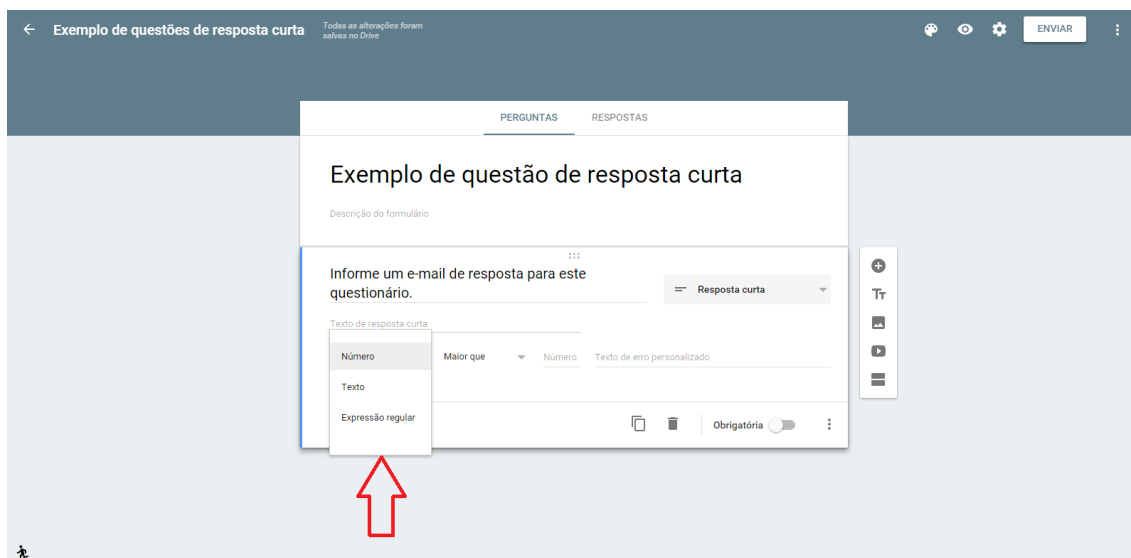 Exemplo de questões de resposta curta
Todas as alterações foram
salvas no Drive
ENVIAR
PERGUNTAS
RESPOSTAS
Exemplo de questão de resposta curta
Descrição do formulário
Informe um e-mail de resposta para este
questionário.
Resposta curta
Texto de resposta curta
Número
Maior que
Número
Texto de erro personalizado
Texto
Expressão regular
Obrigatória
Tт